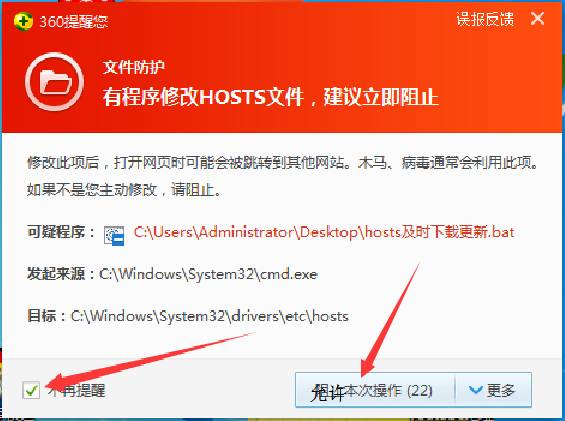 360提醒您
误报反馈
文件防护
有程序修改HOSTS文件，建议立即阻止
修改此项后，打开网页时可能会被跳转到其他网站。木马、病毒通常会利用此项。
如果不是您主动修改，请阻止。
可疑程序： C:\Users\Administrator\Desktop\hosts及时下载更新.bat
发起来源：C:\Windows\System32\cmd.exe
目标：C:\Windows\System32\drivers\etc\hosts
不再提醒
允许本次操作 (22)
更多